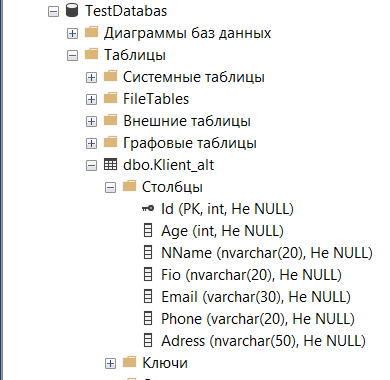 TestDatabas
Диаграммы баз данных
Таблицы
Системные таблицы
FileTables
Внешние таблицы
Графовые таблицы
dbo.Klient_alt
Столбцы
Id (PK, int, Не NULL)
Age (int, Не NULL)
NName (nvarchar(20), Не NULL)
Fio (nvarchar(20), Не NULL)
Email (varchar(30), Не NULL)
Phone (varchar(20), Не NULL)
Adress (nvarchar(50), Не NULL)
Ключи